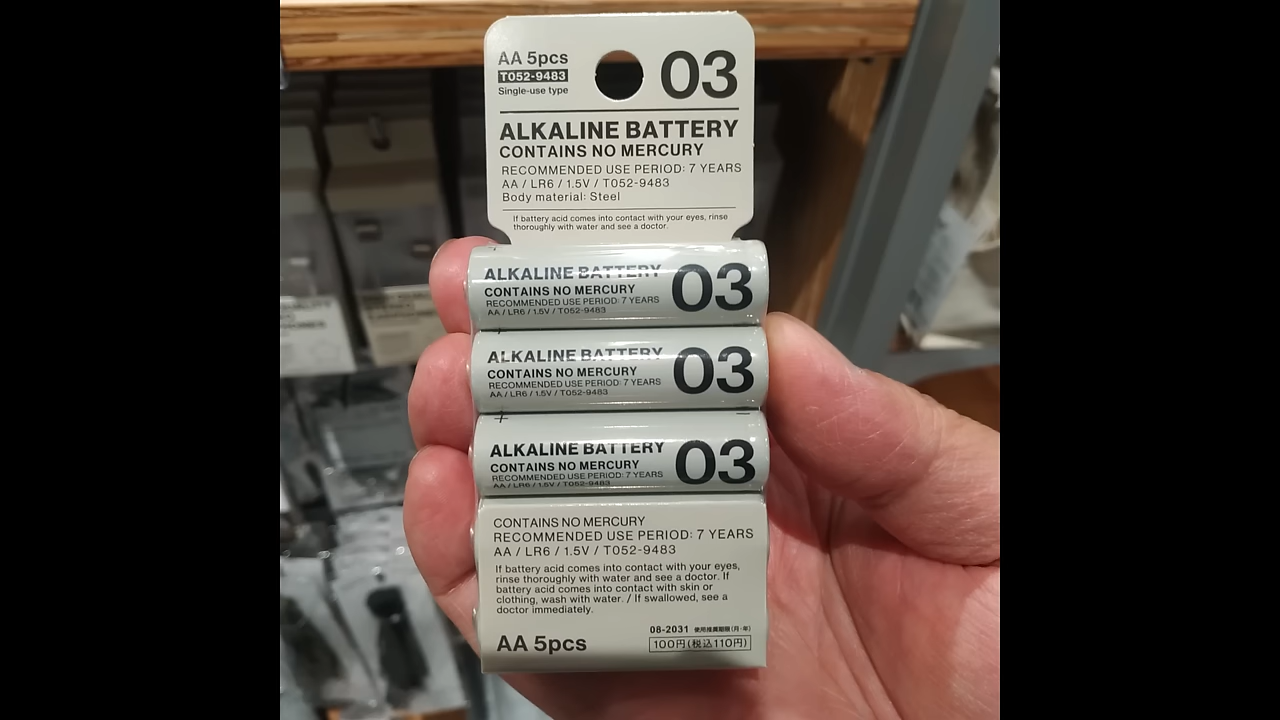 AA 5pcs
T052-9483
Single-use type
03
ALKALINE BATTERY
CONTAINS NO MERCURY
RECOMMENDED USE PERIOD: 7 YEARS
AA / LR6 / 1.5V / T052-9483
Body material: Steel
If battery acid comes into contact with your eyes, rinse
thoroughly with water and see a doctor.
ALKALINE BATTERY
CONTAINS NO MERCURY
RECOMMENDED USE PERIOD: 7 YEARS
AA / LR6 / 1.5V / T052-9483
03
+
ALKALINE BATTERY
CONTAINS NO MERCURY
RECOMMENDED USE PERIOD: 7 YEARS
AA / LR6 / 1.5V / T052-9483
03
+ −
ALKALINE BATTERY
CONTAINS NO MERCURY
RECOMMENDED USE PERIOD: 7 YEARS
AA / LR6 / 1.5V / T052-9483
03
CONTAINS NO MERCURY
RECOMMENDED USE PERIOD: 7 YEARS
AA / LR6 / 1.5V / T052-9483
If battery acid comes into contact with your eyes,
rinse thoroughly with water and see a doctor. If
battery acid comes into contact with skin or
clothing, wash with water. / If swallowed, see a
doctor immediately.
08-2031 使用推奨期限(月-年)
AA 5pcs
100円(税込110円)